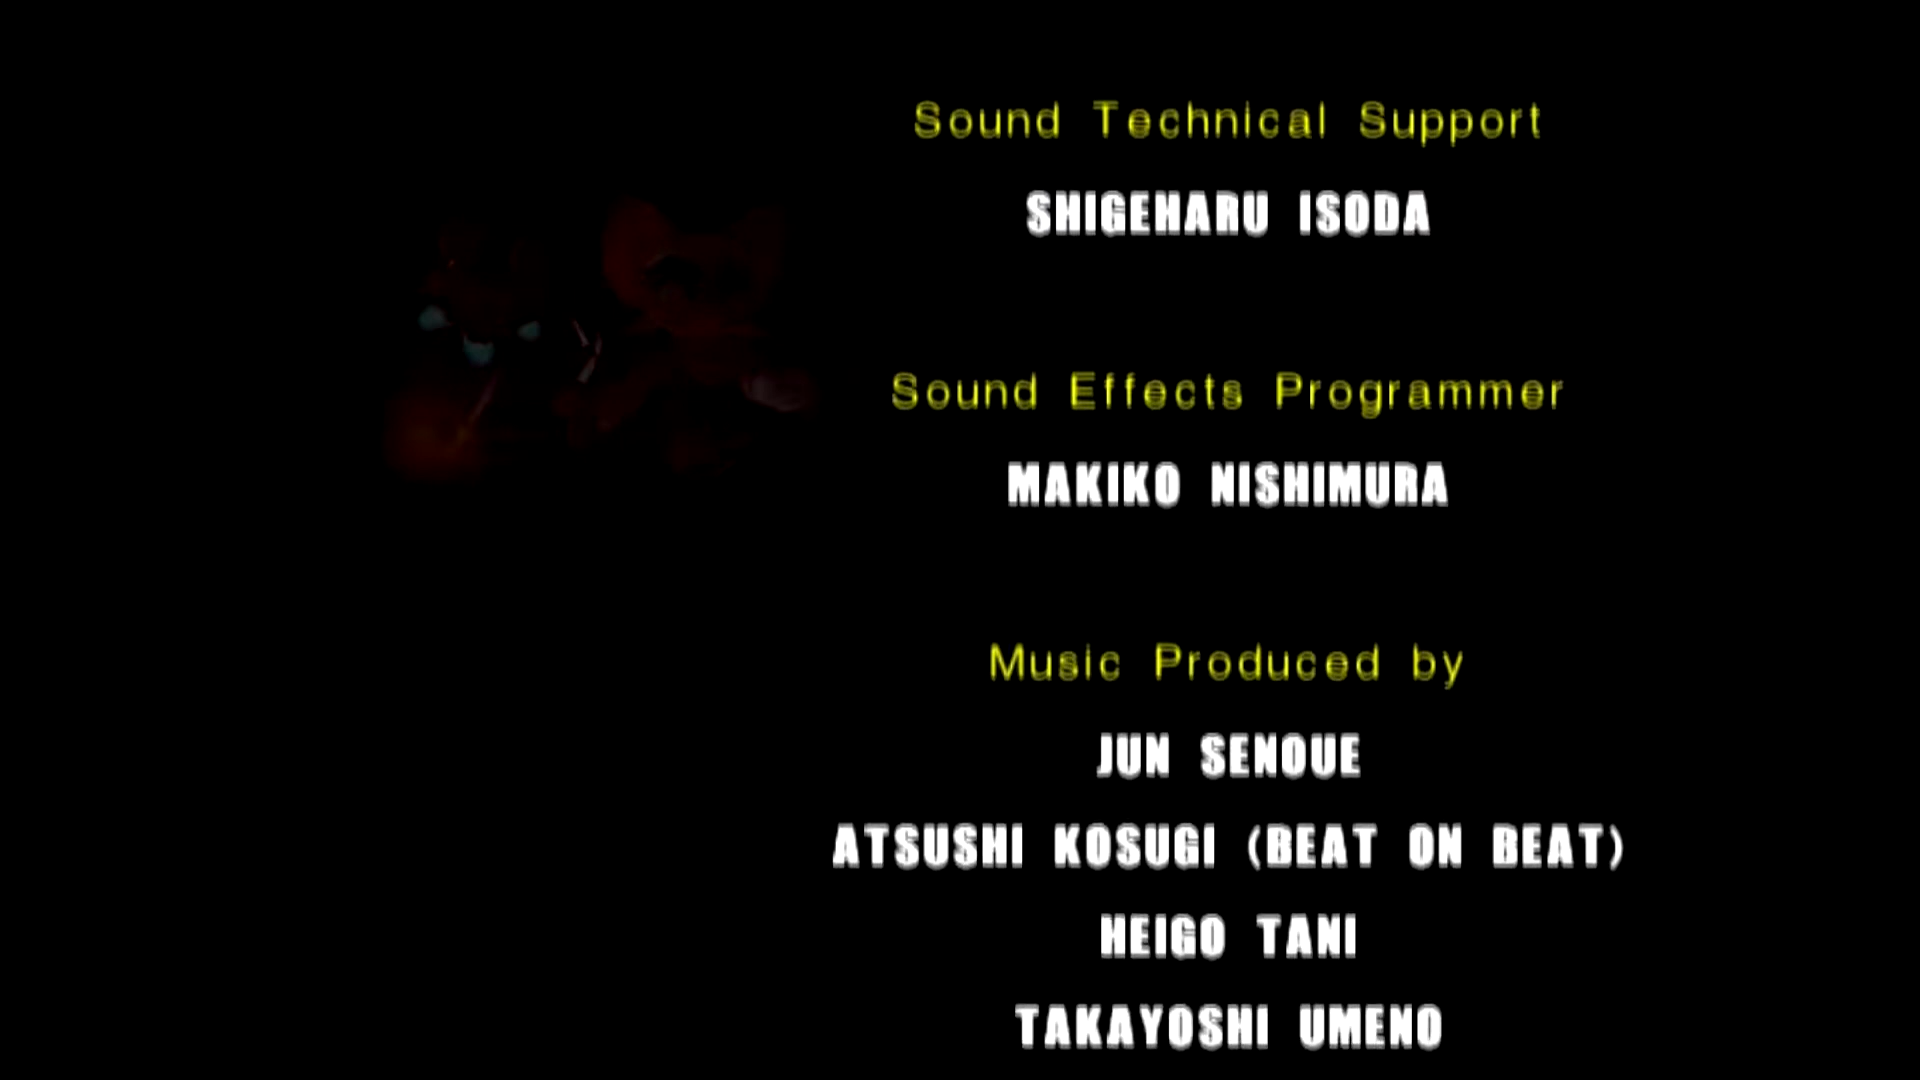 Sound Technical Support
SHIGEHARU ISODA
Sound Effects Programmer
MAKIKO NISHIMURA
Music Produced by
JUN SENOUE
ATSUSHI KOSUGI (BEAT ON BEAT)
HEIGO TANI
TAKAYOSHI UMENO